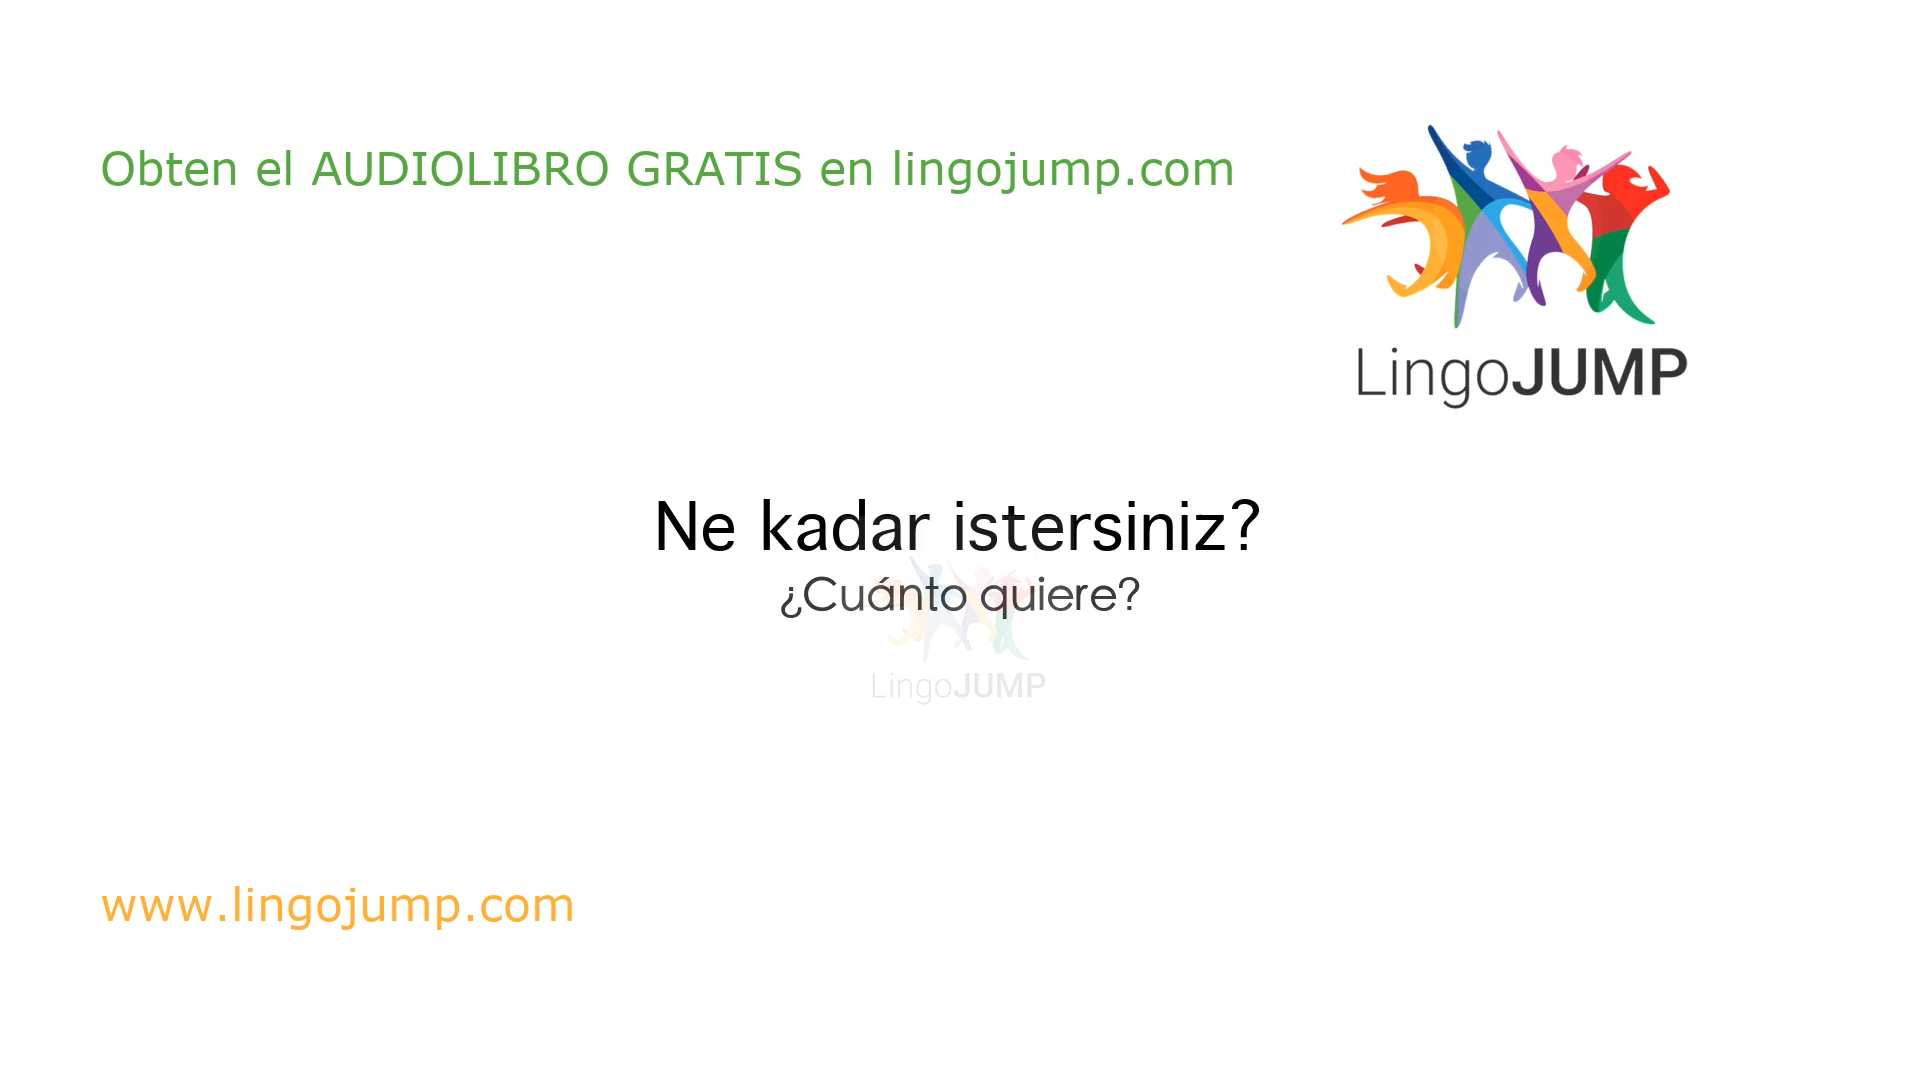 Obten el AUDIOLIBRO GRATIS en lingojump.com
LingoJUMP
Ne kadar istersiniz?
¿Cuánto quiere?
LingoJUMP
www.lingojump.com